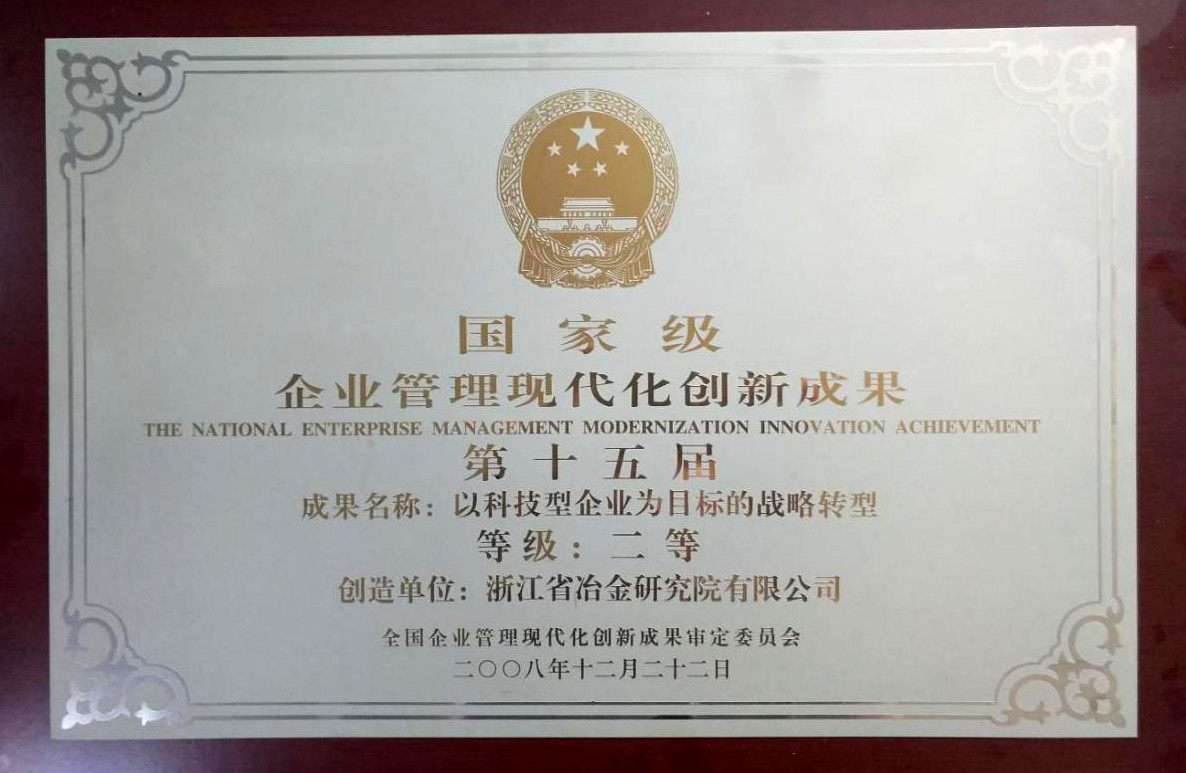 国家级
企业管理现代化创新成果
THE NATIONAL ENTERPRISE MANAGEMENT MODERNIZATION INNOVATION ACHIEVEMENT
第十五届
成果名称：以科技型企业为目标的战略转型
等级：二等
创造单位：浙江省冶金研究院有限公司
全国企业管理现代化创新成果审定委员会
二〇〇八年十二月二十二日